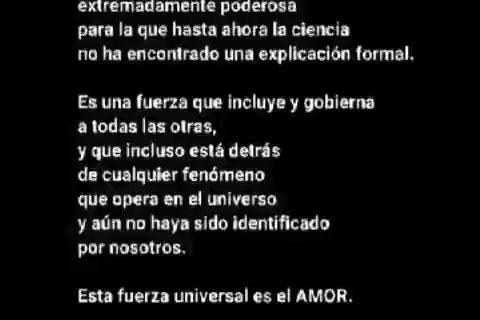 extremadamente poderosa
para la que hasta ahora la ciencia
no ha encontrado una explicación formal.
Es una fuerza que incluye y gobierna
a todas las otras,
y que incluso está detrás
de cualquier fenómeno
que opera en el universo
y aún no haya sido identificado
por nosotros.
Esta fuerza universal es el AMOR.